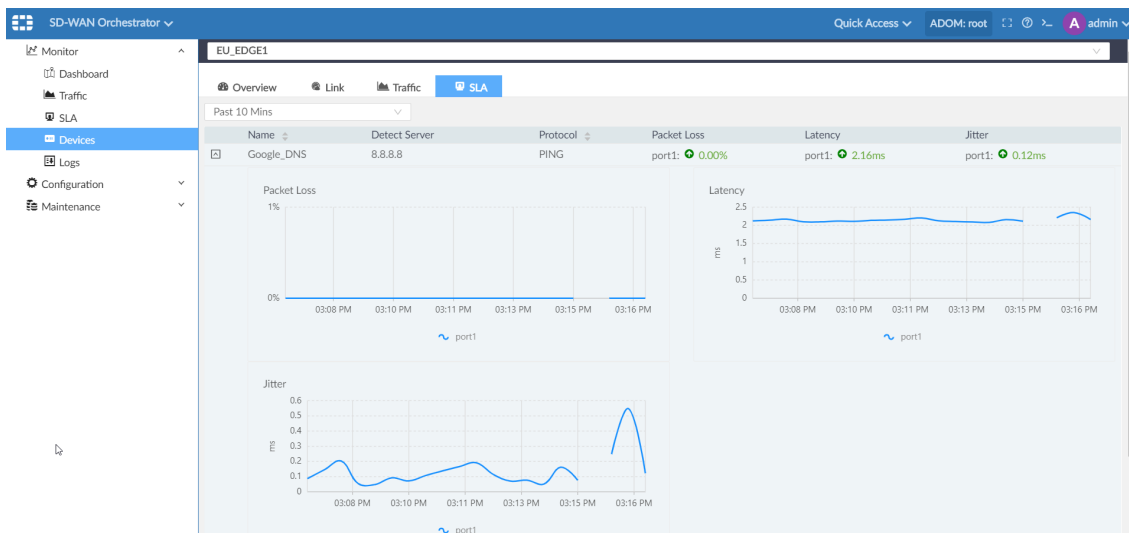 SD-WAN Orchestrator
Quick Access
ADOM: root
A admin
Monitor
Dashboard
Traffic
SLA
Devices
Logs
Configuration
Maintenance
EU_EDGE1
Overview Link Traffic SLA
Past 10 Mins
Name Detect Server Protocol Packet Loss Latency Jitter
Google_DNS 8.8.8.8 PING port1: 0.00% port1: 2.16ms port1: 0.12ms
Packet Loss
1%
0%
03:08 PM 03:10 PM 03:11 PM 03:13 PM 03:15 PM 03:16 PM
port1
Latency
2.5
2
1.5
ms
1
0.5
0
03:08 PM 03:10 PM 03:11 PM 03:13 PM 03:15 PM 03:16 PM
port1
Jitter
0.6
0.5
0.4
ms
0.3
0.2
0.1
0
03:08 PM 03:10 PM 03:11 PM 03:13 PM 03:15 PM 03:16 PM
port1